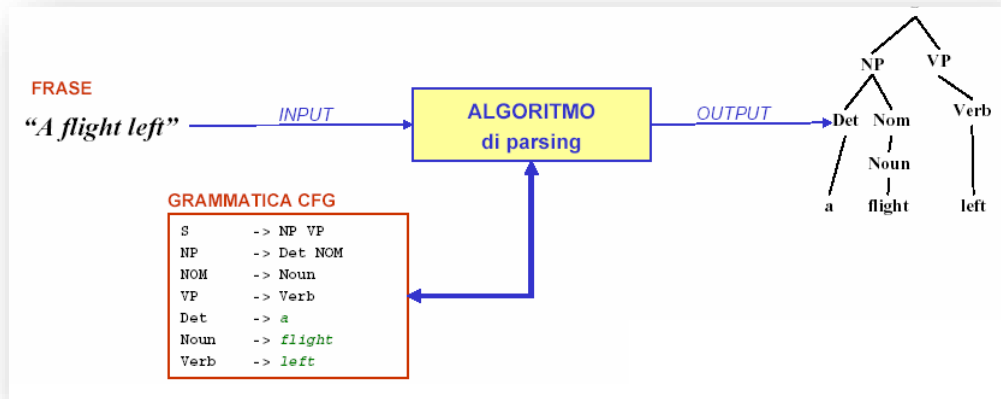 FRASE
“A flight left”
INPUT
ALGORITMO
di parsing
OUTPUT
GRAMMATICA CFG
S -> NP VP
NP -> Det NOM
NOM -> Noun
VP -> Verb
Det -> a
Noun -> flight
Verb -> left
NP VP
Det Nom Verb
Noun
a flight left